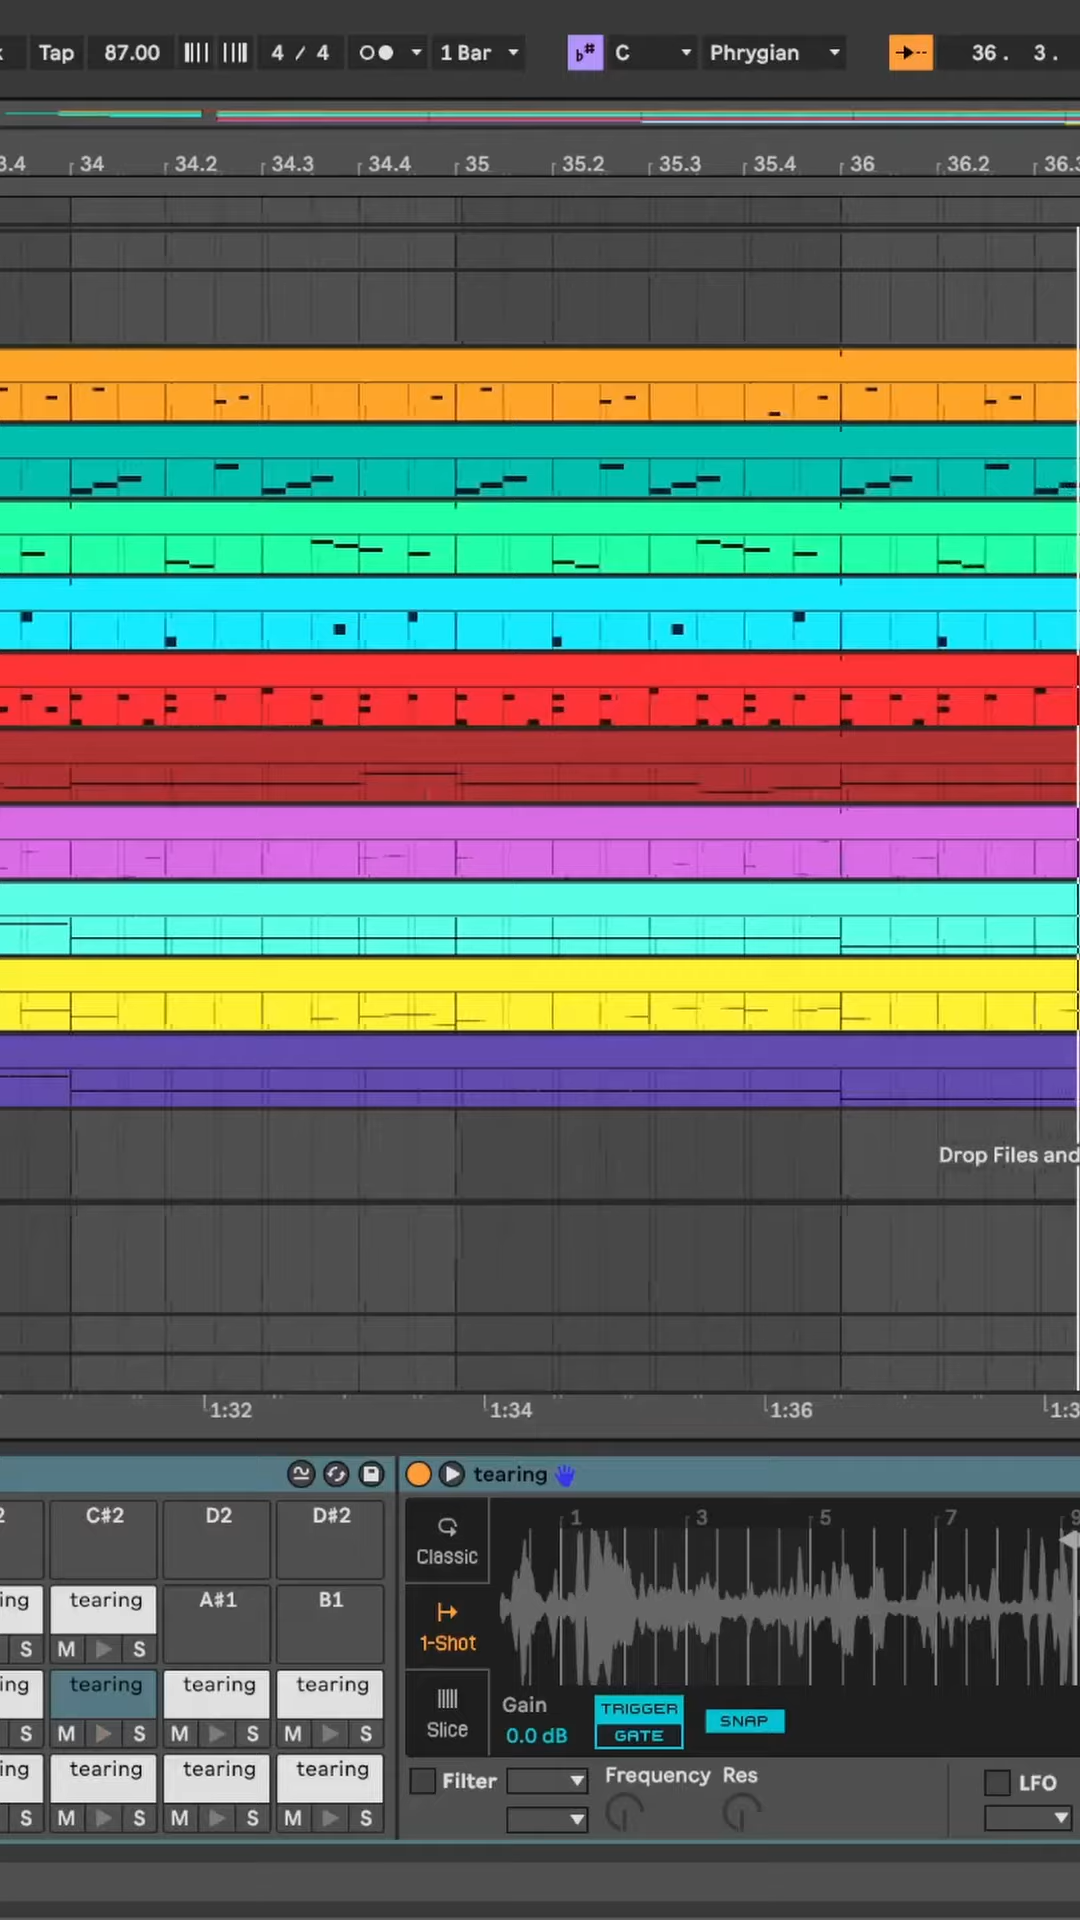 Tap 87.00 4 / 4 1 Bar C Phrygian 36. 3.
3.4 34 34.2 34.3 34.4 35 35.2 35.3 35.4 36 36.2 36.3
Drop Files and
1:32 1:34 1:36 1:3
tearing
1 3 5 7 9
2 C#2 D2 D#2
Classic
ing tearing A#1 B1
S M S
1-Shot
ing tearing tearing tearing
S M S M S M S
Slice
Gain TRIGGER
0.0 dB GATE SNAP
ing tearing tearing tearing
S M S M S M S
Filter Frequency Res LFO